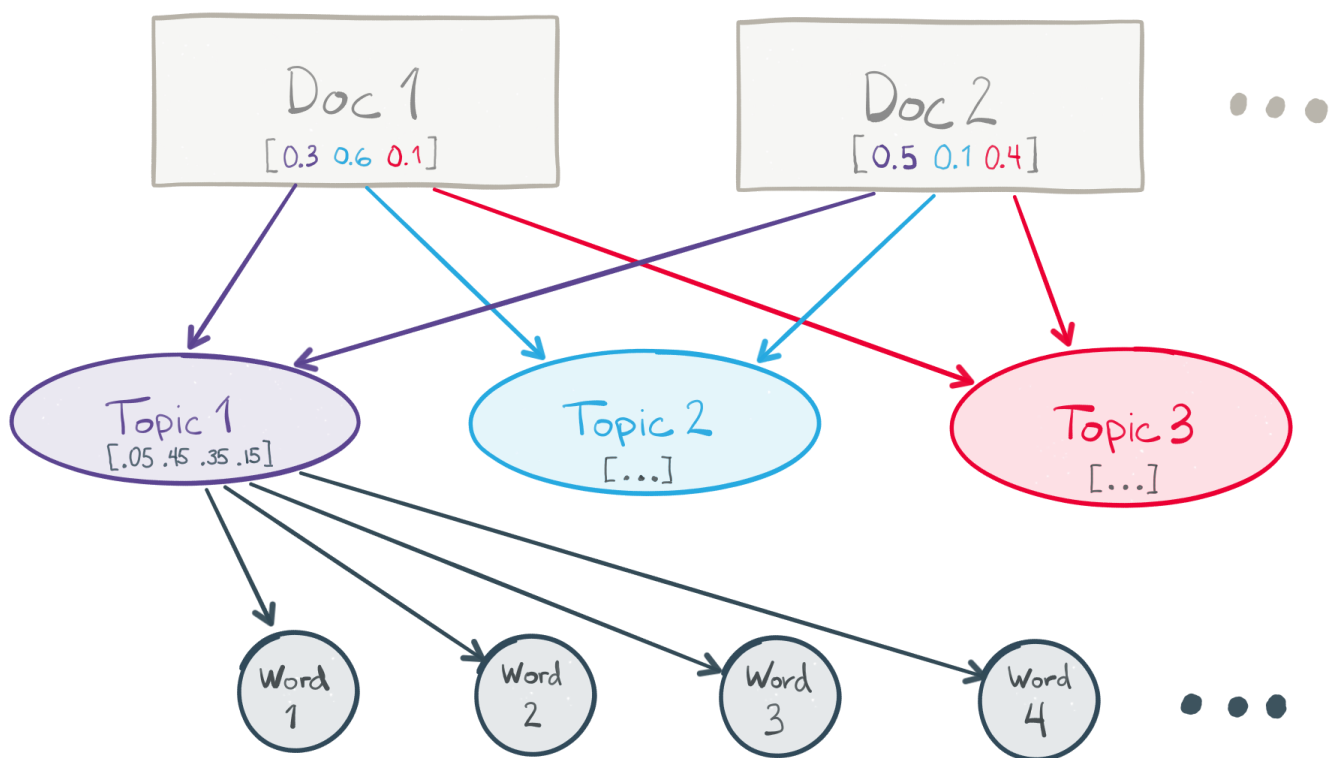 Doc 1
[0.3 0.6 0.1]
Doc 2
[0.5 0.1 0.4]
Topic 1
[.05 .45 .35 .15]
Topic 2
[...]
Topic 3
[...]
Word
1
Word
2
Word
3
Word
4